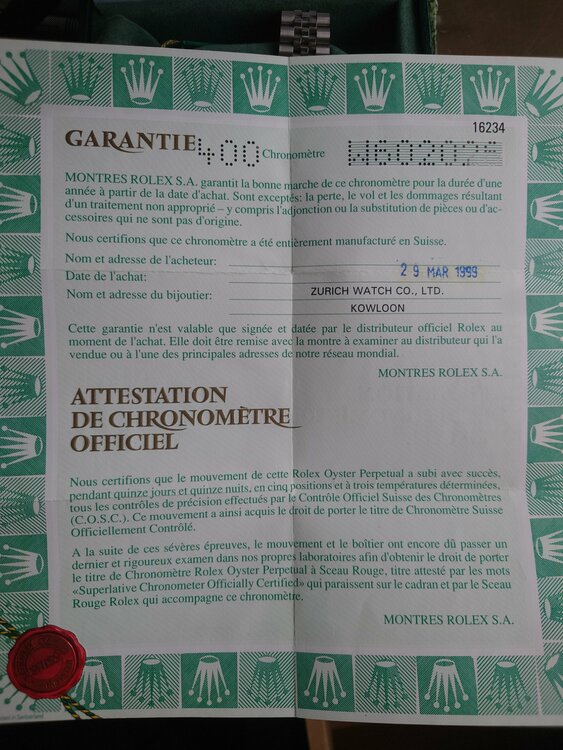 16234
GARANTIE 400 Chronomètre W602029
MONTRES ROLEX S.A. garantit la bonne marche de ce chronomètre pour la durée d'une
année à partir de la date d'achat. Sont exceptés: la perte, le vol et les dommages résultant
d'un traitement non approprié – y compris l'adjonction ou la substitution de pièces ou d'ac-
cessoires qui ne sont pas d'origine.
Nous certifions que ce chronomètre a été entièrement manufacturé en Suisse.
Nom et adresse de l'acheteur:
Date de l'achat: 29 MAR 1999
Nom et adresse du bijoutier: ZURICH WATCH CO., LTD.
KOWLOON
Cette garantie n'est valable que signée et datée par le distributeur officiel Rolex au
moment de l'achat. Elle doit être remise avec la montre à examiner au distributeur qui l'a
vendue ou à l'une des principales adresses de notre réseau mondial.
MONTRES ROLEX S.A.
ATTESTATION
DE CHRONOMÈTRE
OFFICIEL
Nous certifions que le mouvement de cette Rolex Oyster Perpetual a subi avec succès,
pendant quinze jours et quinze nuits, en cinq positions et à trois températures déterminées,
tous les contrôles de précision effectués par le Contrôle Officiel Suisse des Chronomètres
(C.O.S.C.). Ce mouvement a ainsi acquis le droit de porter le titre de Chronomètre Suisse
Officiellement Contrôlé.
A la suite de ces sévères épreuves, le mouvement et le boîtier ont encore dû passer un
dernier et rigoureux examen dans nos propres laboratoires afin d'obtenir le droit de porter
le titre de Chronomètre Rolex Oyster Perpetual à Sceau Rouge, titre attesté par les mots
«Superlative Chronometer Officially Certified» qui paraissent sur le cadran et par le Sceau
Rouge Rolex qui accompagne ce chronomètre.
MONTRES ROLEX S.A.
in Switzerland